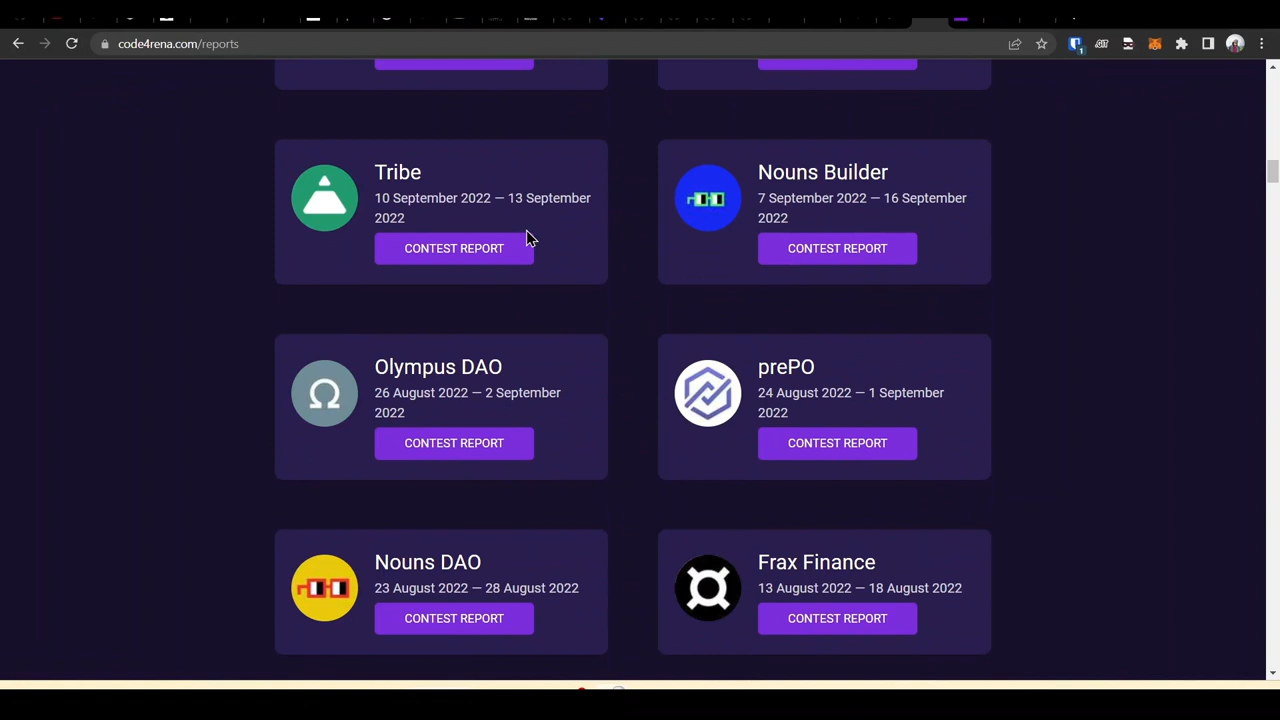 code4rena.com/reports
1
Tribe
10 September 2022 — 13 September
2022
CONTEST REPORT
Nouns Builder
7 September 2022 — 16 September
2022
CONTEST REPORT
Olympus DAO
26 August 2022 — 2 September
2022
CONTEST REPORT
prePO
24 August 2022 — 1 September
2022
CONTEST REPORT
Nouns DAO
23 August 2022 — 28 August 2022
CONTEST REPORT
Frax Finance
13 August 2022 — 18 August 2022
CONTEST REPORT